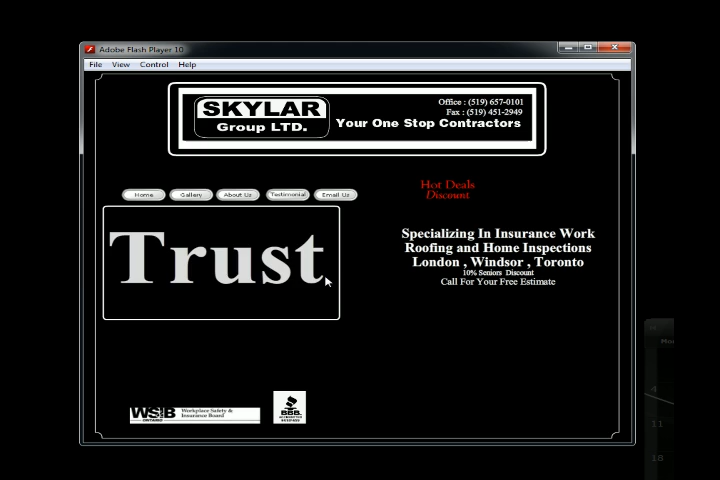 Adobe Flash Player 10
File View Control Help
SKYLAR
Group LTD.
Office : (519) 657-0101
Fax : (519) 451-2949
Your One Stop Contractors
Home Gallery About Us Testimonial Email Us
Hot Deals
Discount
Trust
Specializing In Insurance Work
Roofing and Home Inspections
London , Windsor , Toronto
10% Seniors Discount
Call For Your Free Estimate
WSIB
ONTARIO
Workplace Safety &
Insurance Board
BBB
4
11
18